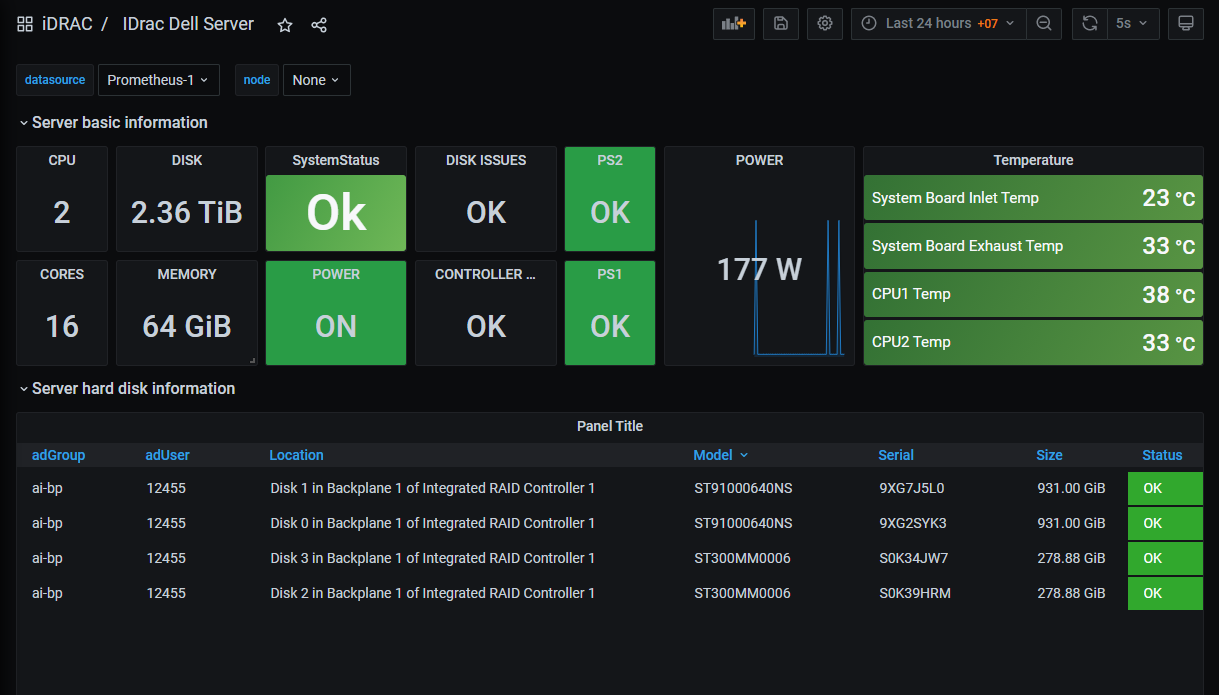 iDRAC / IDrac Dell Server
Last 24 hours +07
5s
datasource Prometheus-1 node None
Server basic information
CPU
2
DISK
2.36 TiB
SystemStatus
Ok
DISK ISSUES
OK
PS2
OK
POWER
177 W
Temperature
System Board Inlet Temp 23 °C
System Board Exhaust Temp 33 °C
CPU1 Temp 38 °C
CPU2 Temp 33 °C
CORES
16
MEMORY
64 GiB
POWER
ON
CONTROLLER ...
OK
PS1
OK
Server hard disk information
Panel Title
adGroup adUser Location Model Serial Size Status
ai-bp 12455 Disk 1 in Backplane 1 of Integrated RAID Controller 1 ST91000640NS 9XG7J5L0 931.00 GiB OK
ai-bp 12455 Disk 0 in Backplane 1 of Integrated RAID Controller 1 ST91000640NS 9XG2SYK3 931.00 GiB OK
ai-bp 12455 Disk 3 in Backplane 1 of Integrated RAID Controller 1 ST300MM0006 S0K34JW7 278.88 GiB OK
ai-bp 12455 Disk 2 in Backplane 1 of Integrated RAID Controller 1 ST300MM0006 S0K39HRM 278.88 GiB OK